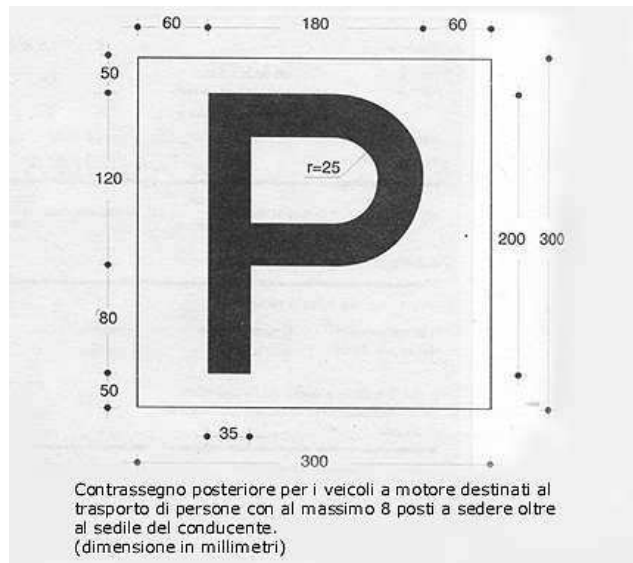 60 180 60
50
r=25
120
200 300
80
50
35
300
Contrassegno posteriore per i veicoli a motore destinati al
trasporto di persone con al massimo 8 posti a sedere oltre
al sedile del conducente.
(dimensione in millimetri)